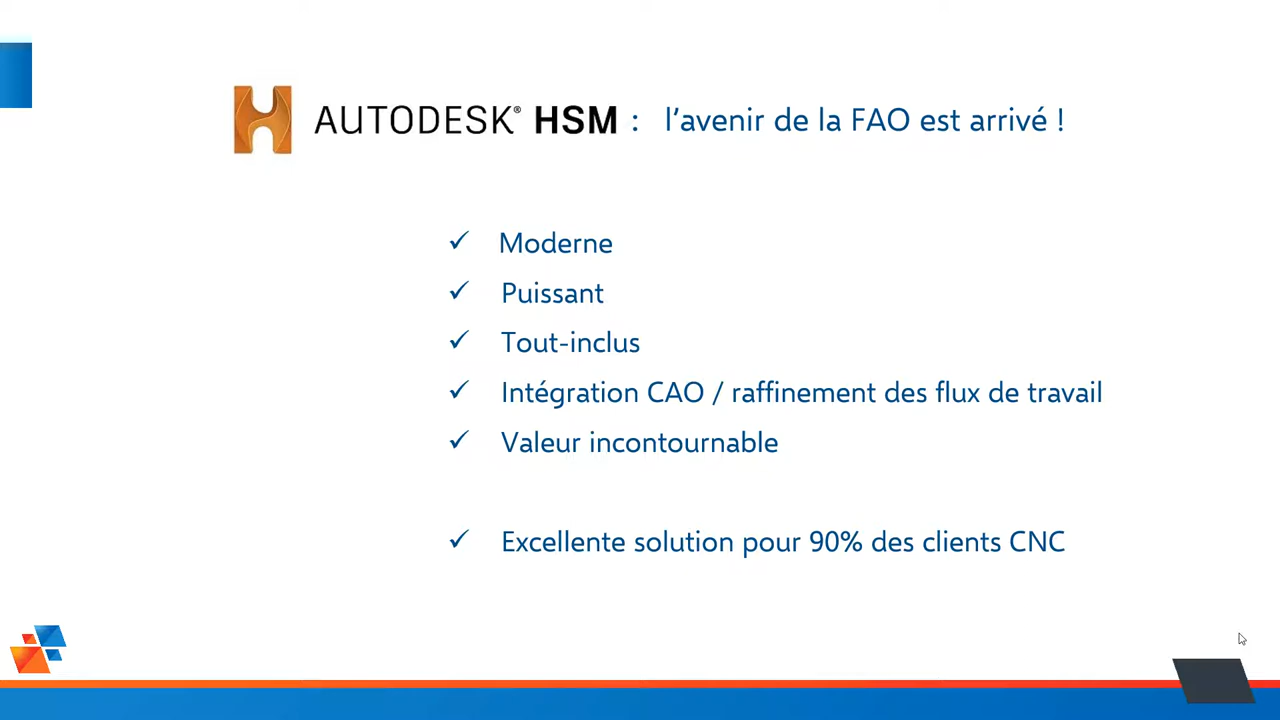 AUTODESK® HSM : l'avenir de la FAO est arrivé !
✓ Moderne
✓ Puissant
✓ Tout-inclus
✓ Intégration CAO / raffinement des flux de travail
✓ Valeur incontournable
✓ Excellente solution pour 90% des clients CNC